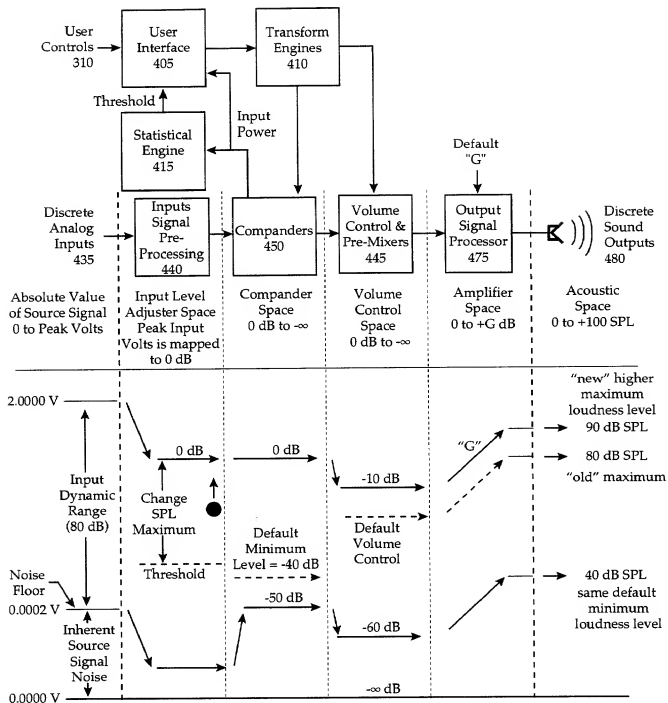 User
Controls
310
User
Interface
405
Transform
Engines
410
Threshold
Input
Power
Statistical
Engine
415
Default
"G"
Discrete
Analog
Inputs
435
Inputs
Signal
Pre-
Processing
440
Companders
450
Volume
Control &
Pre-Mixers
445
Output
Signal
Processor
475
Discrete
Sound
Outputs
480
Absolute Value
of Source Signal
0 to Peak Volts
Input Level
Adjuster Space
Peak Input
Volts is mapped
to 0 dB
Compander
Space
0 dB to -∞
Volume
Control
Space
0 dB to -∞
Amplifier
Space
0 to +G dB
Acoustic
Space
0 to +100 SPL
2.0000 V
"new" higher
maximum
loudness level
0 dB
0 dB
-10 dB
"G"
90 dB SPL
80 dB SPL
"old" maximum
Input
Dynamic
Range
(80 dB)
Change
SPL
Maximum
Threshold
Default
Minimum
Level = -40 dB
Default
Volume
Control
Noise
Floor
0.0002 V
-50 dB
-60 dB
40 dB SPL
same default
minimum
loudness level
Inherent
Source
Signal
Noise
0.0000 V
-∞ dB